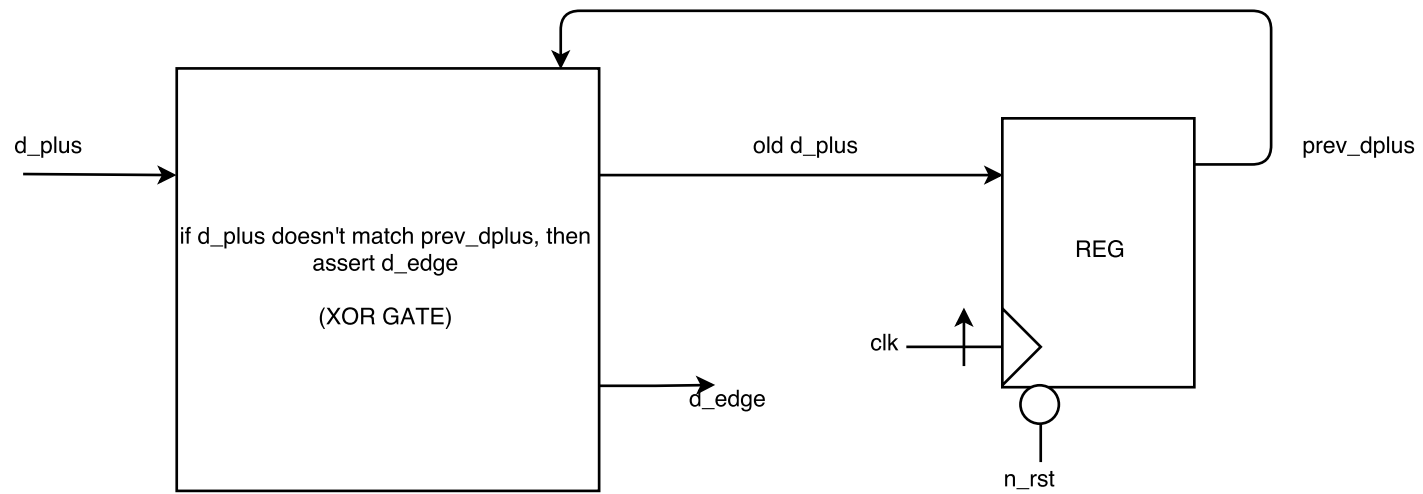 d_plus
old d_plus
prev_dplus
if d_plus doesn't match prev_dplus, then
assert d_edge
(XOR GATE)
REG
clk
d_edge
n_rst